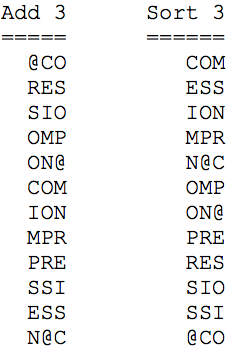 Add 3 Sort 3
===== ======
@CO COM
RES ESS
SIO ION
OMP MPR
ON@ N@C
COM OMP
ION ON@
MPR PRE
PRE RES
SSI SIO
ESS SSI
N@C @CO